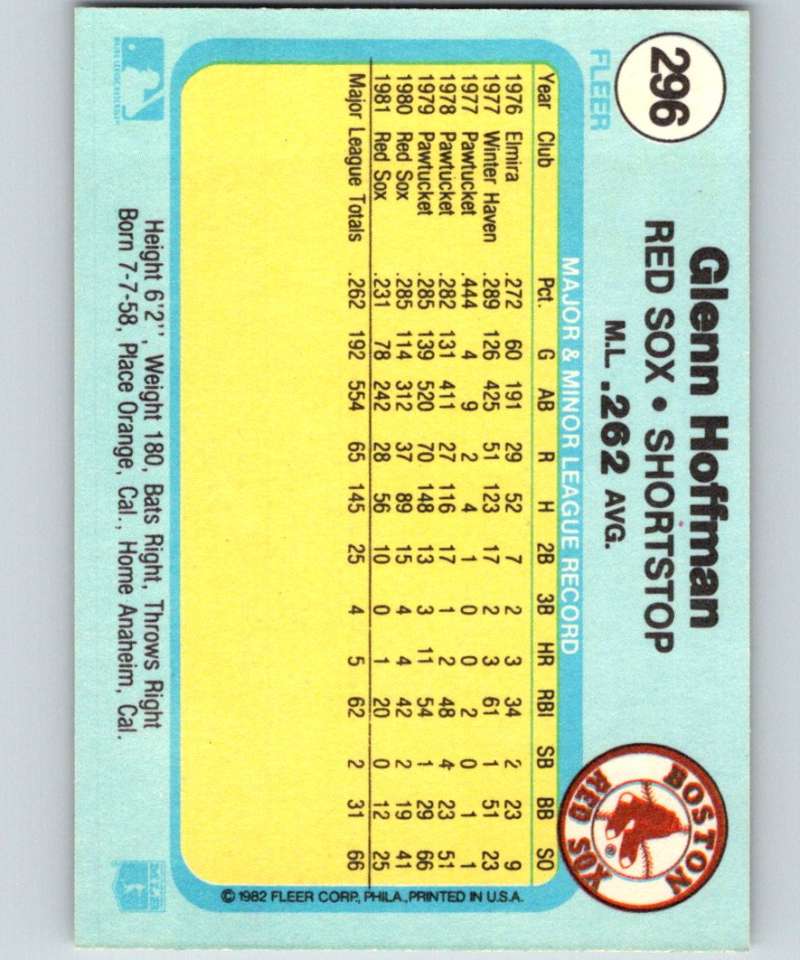 296
FLEER
Glenn Hoffman
RED SOX • SHORTSTOP
M.L .262 AVG.
BOSTON
RED SOX
MAJOR & MINOR LEAGUE RECORD
Year Club Pct. G AB R H 2B 3B HR RBI SB BB SO
1976 Elmira .272 60 191 29 52 7 2 3 34 2 23 9
1977 Winter Haven .289 126 425 51 123 17 2 3 61 1 51 23
1977 Pawtucket .444 4 9 2 4 1 0 0 2 0 1 1
1978 Pawtucket .282 131 411 27 116 17 1 2 48 4 23 51
1979 Pawtucket .285 139 520 70 148 13 3 11 54 1 29 66
1980 Red Sox .285 114 312 37 89 15 4 4 42 2 19 41
1981 Red Sox .231 78 242 28 56 10 0 1 20 0 12 25
Major League Totals .262 192 554 65 145 25 4 5 62 2 31 66
© 1982 FLEER CORP., PHILA., PRINTED IN U.S.A.
Height 6'2'', Weight 180, Bats Right, Throws Right
Born 7-7-58, Place Orange, Cal., Home Anaheim, Cal.